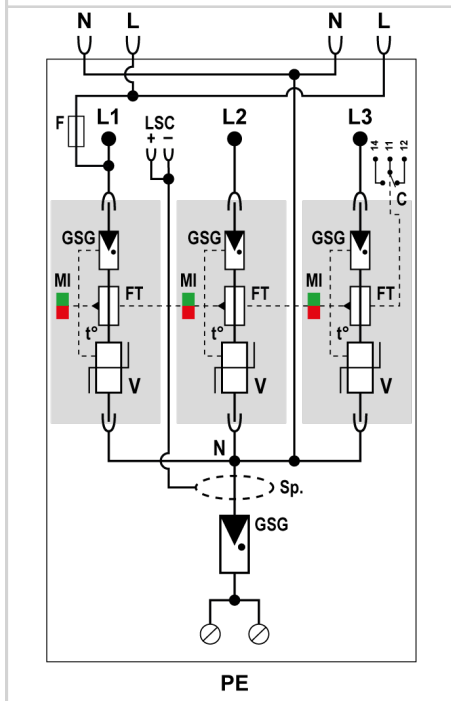 N L N L
F L1 LSC L2 L3 14 11 12
+ −
C
GSG GSG GSG
MI FT MI FT MI FT
t° t° t°
V V V
N
Sp.
GSG
PE